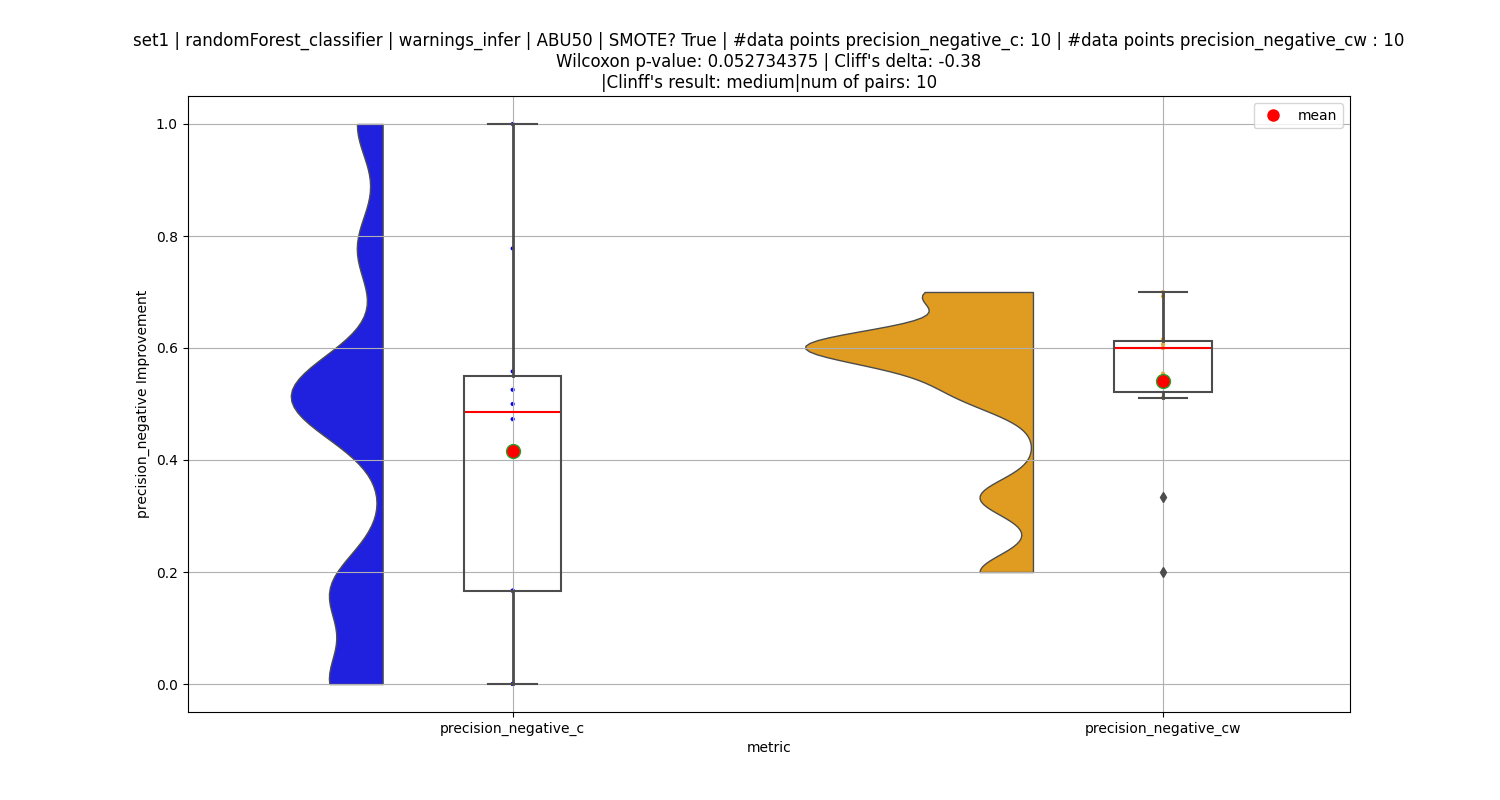 set1 | randomForest_classifier | warnings_infer | ABU50 | SMOTE? True | #data points precision_negative_c: 10 | #data points precision_negative_cw : 10
Wilcoxon p-value: 0.052734375 | Cliff's delta: -0.38
|Clinff's result: medium|num of pairs: 10
mean
1.0
0.8
0.6
0.4
0.2
0.0
precision_negative Improvement
precision_negative_c
precision_negative_cw
metric